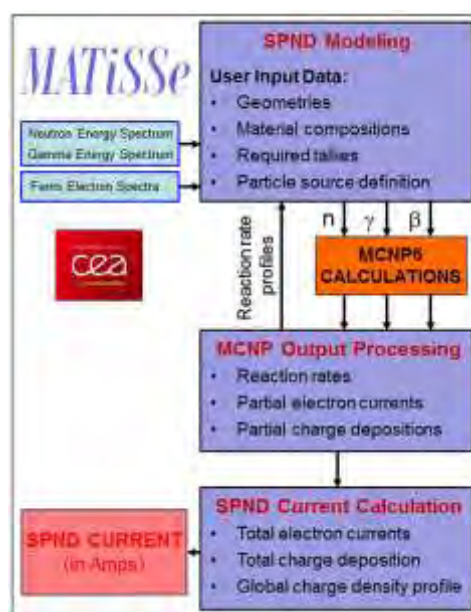 MATiSSe
SPND Modeling
User Input Data:
• Geometries
• Material compositions
• Required tallies
• Particle source definition
Neutron Energy Spectrum
Gamma Energy Spectrum
Fermi Electron Spectra
cea
Reaction rate
profiles
n γ β
MCNP6
CALCULATIONS
MCNP Output Processing
• Reaction rates
• Partial electron currents
• Partial charge depositions
SPND Current Calculation
• Total electron currents
• Total charge deposition
• Global charge density profile
SPND CURRENT
(in Amps)